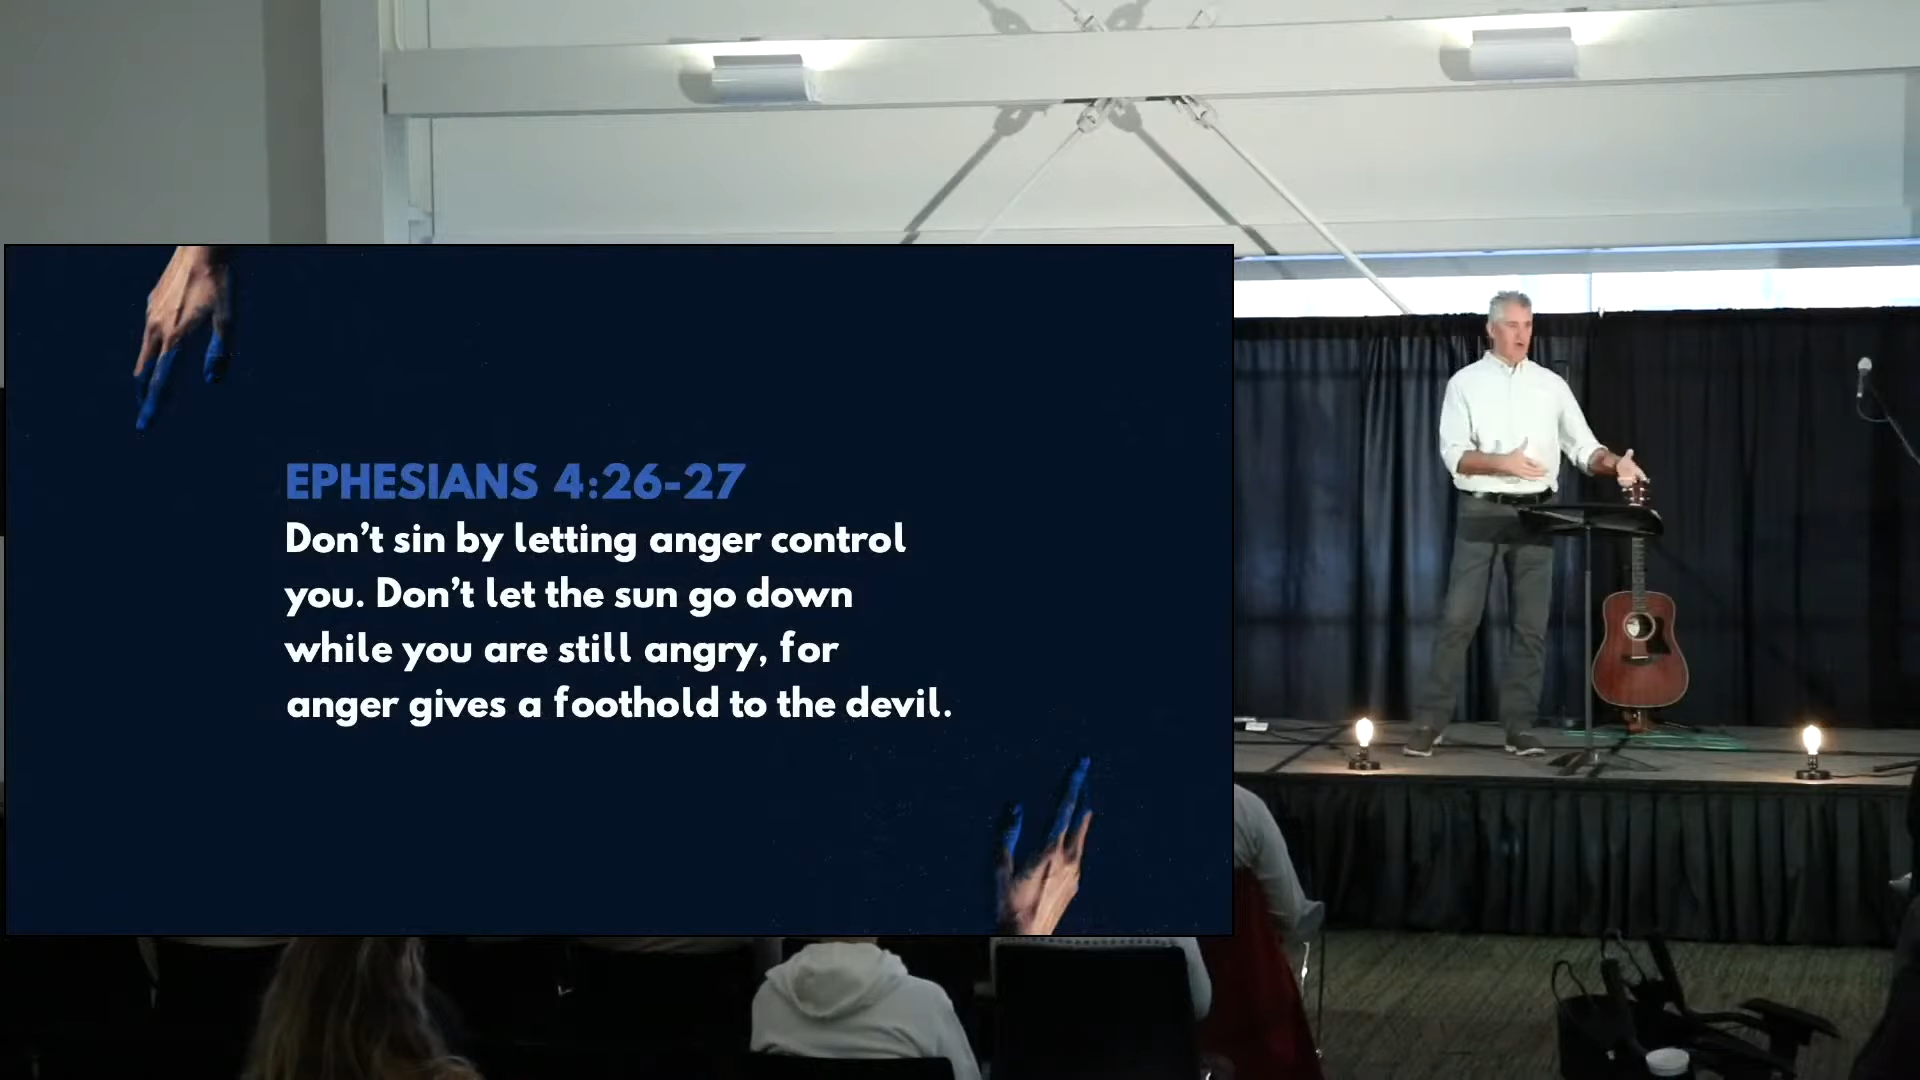 EPHESIANS 4:26-27
Don't sin by letting anger control
you. Don't let the sun go down
while you are still angry, for
anger gives a foothold to the devil.